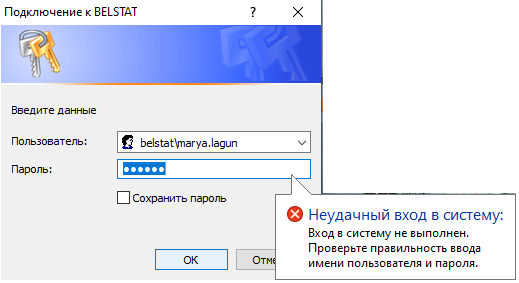 Подключение к BELSTAT
Введите данные
Пользователь: belstat\marya.lagun
Пароль: ••••••
Сохранить пароль
Неудачный вход в систему:
Вход в систему не выполнен.
Проверьте правильность ввода
имени пользователя и пароля.
OK Отме